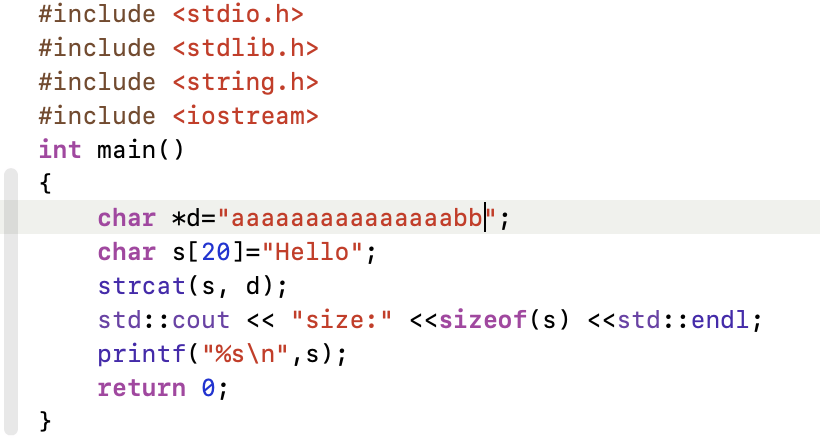 #include <stdio.h>
#include <stdlib.h>
#include <string.h>
#include <iostream>
int main()
{
    char *d="aaaaaaaaaaaaaaabb";
    char s[20]="Hello";
    strcat(s, d);
    std::cout << "size:" <<sizeof(s) <<std::endl;
    printf("%s\n",s);
    return 0;
}